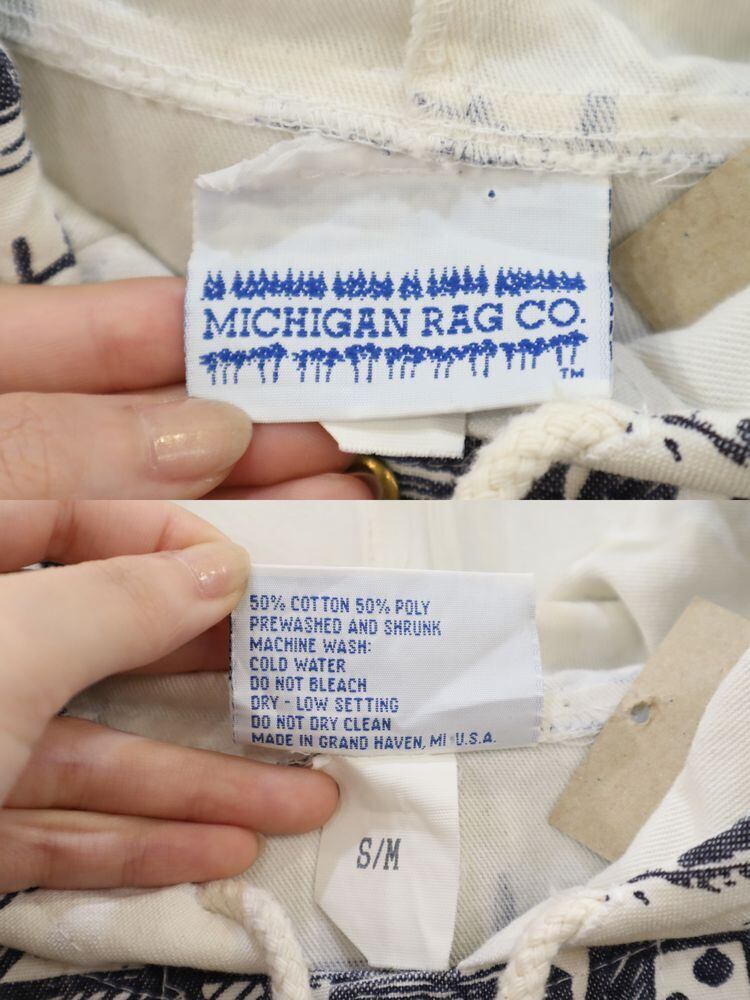 MICHIGAN RAG CO.
TM
50% COTTON 50% POLY
PREWASHED AND SHRUNK
MACHINE WASH:
COLD WATER
DO NOT BLEACH
DRY - LOW SETTING
DO NOT DRY CLEAN
MADE IN GRAND HAVEN, MI U.S.A.
S/M